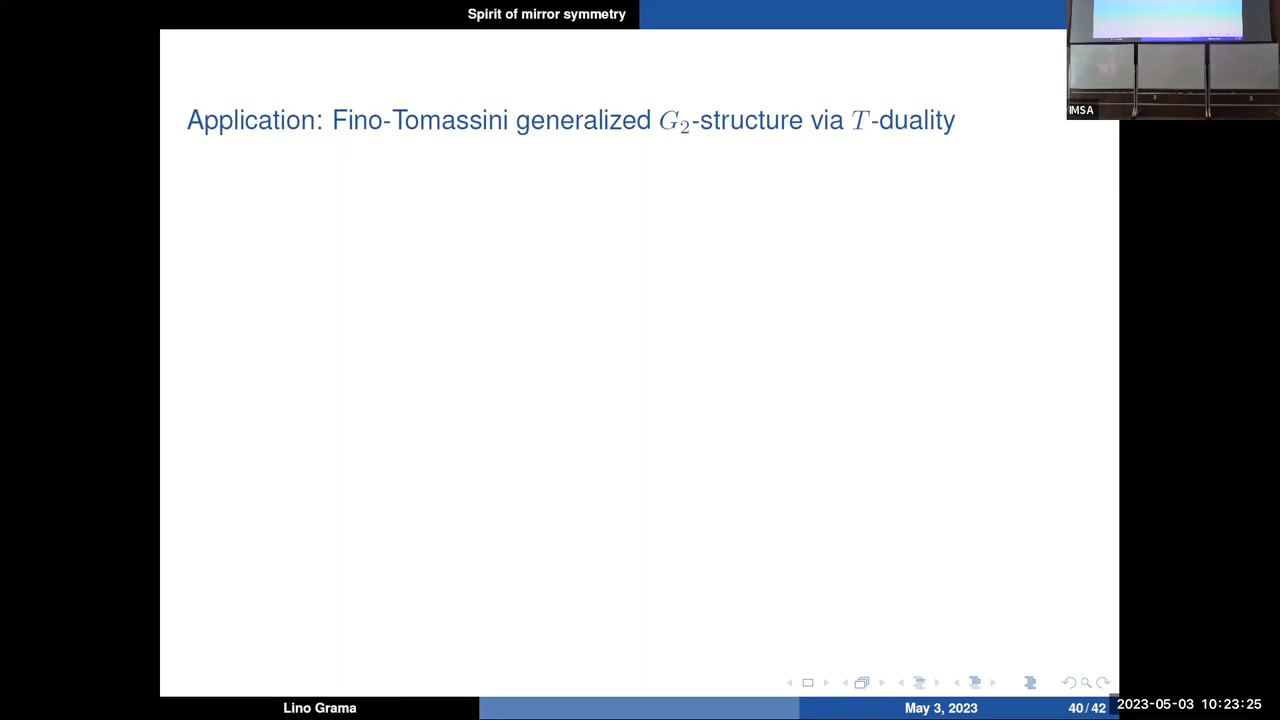 Spirit of mirror symmetry
IMSA
Application: Fino-Tomassini generalized G₂-structure via T-duality
Lino Grama
May 3, 2023
40 / 42
2023-05-03 10:23:25